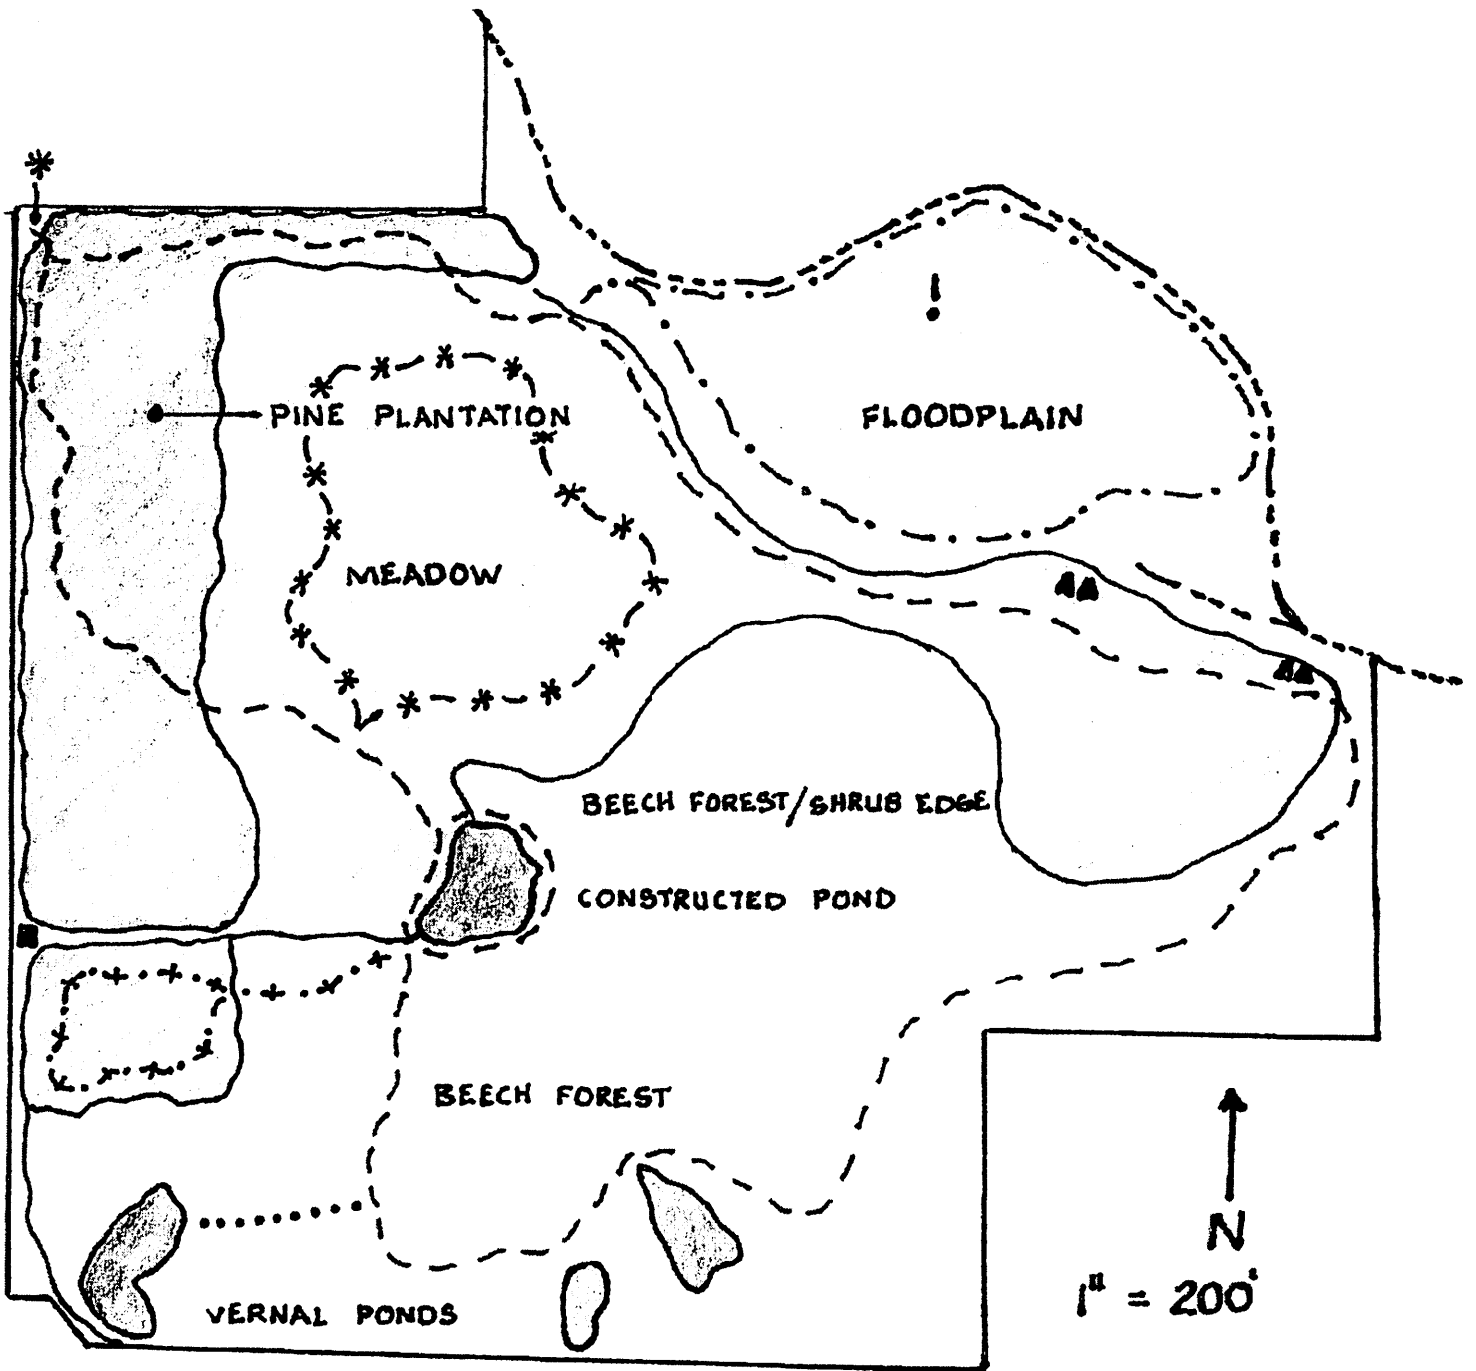 PINE PLANTATION
FLOODPLAIN
MEADOW
BEECH FOREST/SHRUB EDGE
CONSTRUCTED POND
BEECH FOREST
VERNAL PONDS
N
1" = 200'